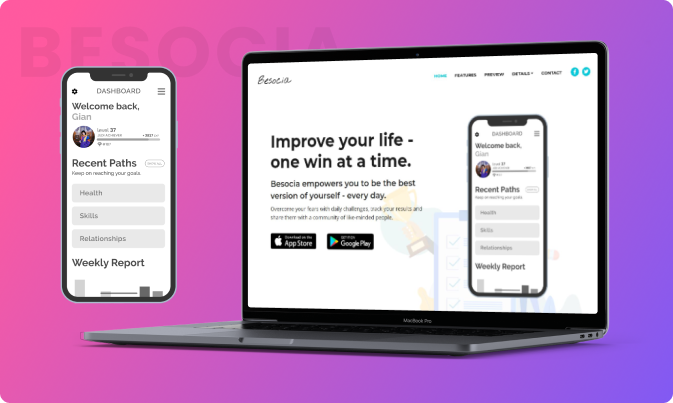 BESOCIA
DASHBOARD
Welcome back,
Gian
Level 37
Recent Paths
Keep on reaching your goals
Health
Skills
Relationships
Weekly Report
Besocia
HOME FEATURES PREVIEW DETAILS CONTACT
Improve your life -
one win at a time.
Besocia empowers you to be the best
version of yourself - every day.
Overcome your fears with daily challenges, track your results and
share them with a community of like-minded people.
Download on the
App Store
GET IT ON
Google Play
DASHBOARD
Welcome back,
Gian
Level 37
Recent Paths
Keep on reaching your goals
Health
Skills
Relationships
Weekly Report
MacBook Pro